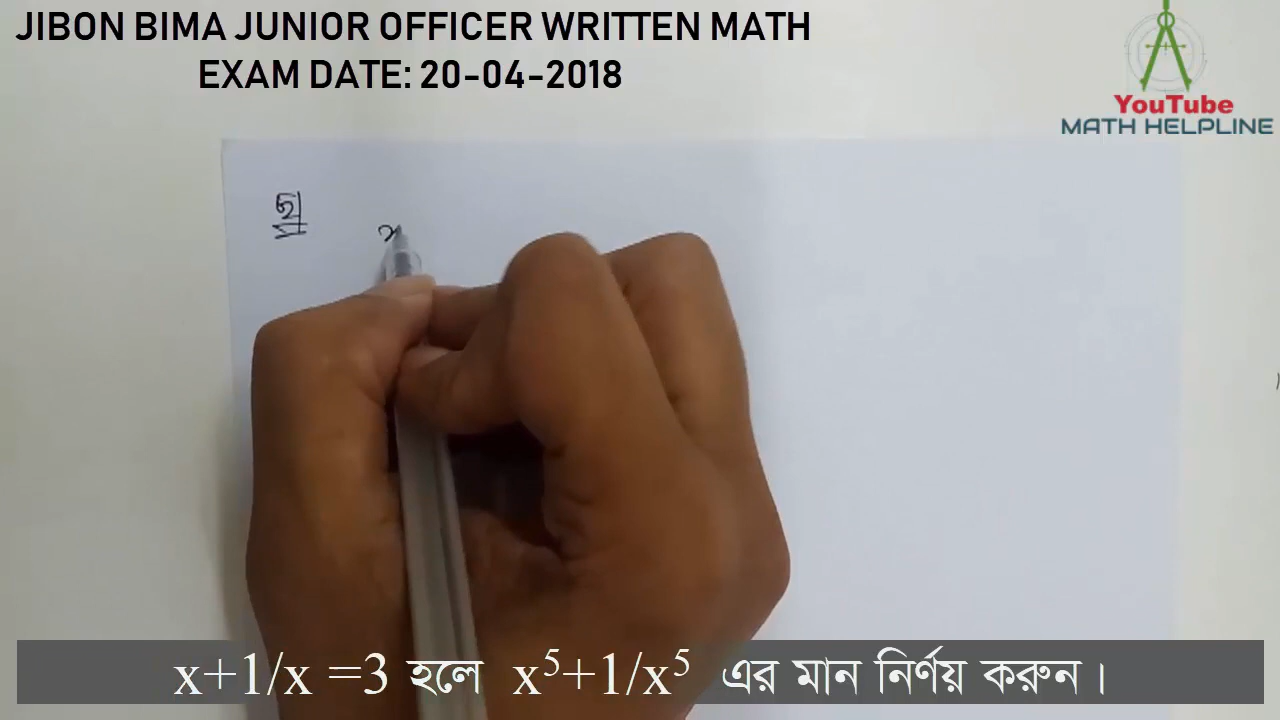 JIBON BIMA JUNIOR OFFICER WRITTEN MATH
EXAM DATE: 20-04-2018
YouTube
MATH HELPLINE
x+1/x =3 হলে x⁵+1/x⁵ এর মান নির্ণয় করুন।